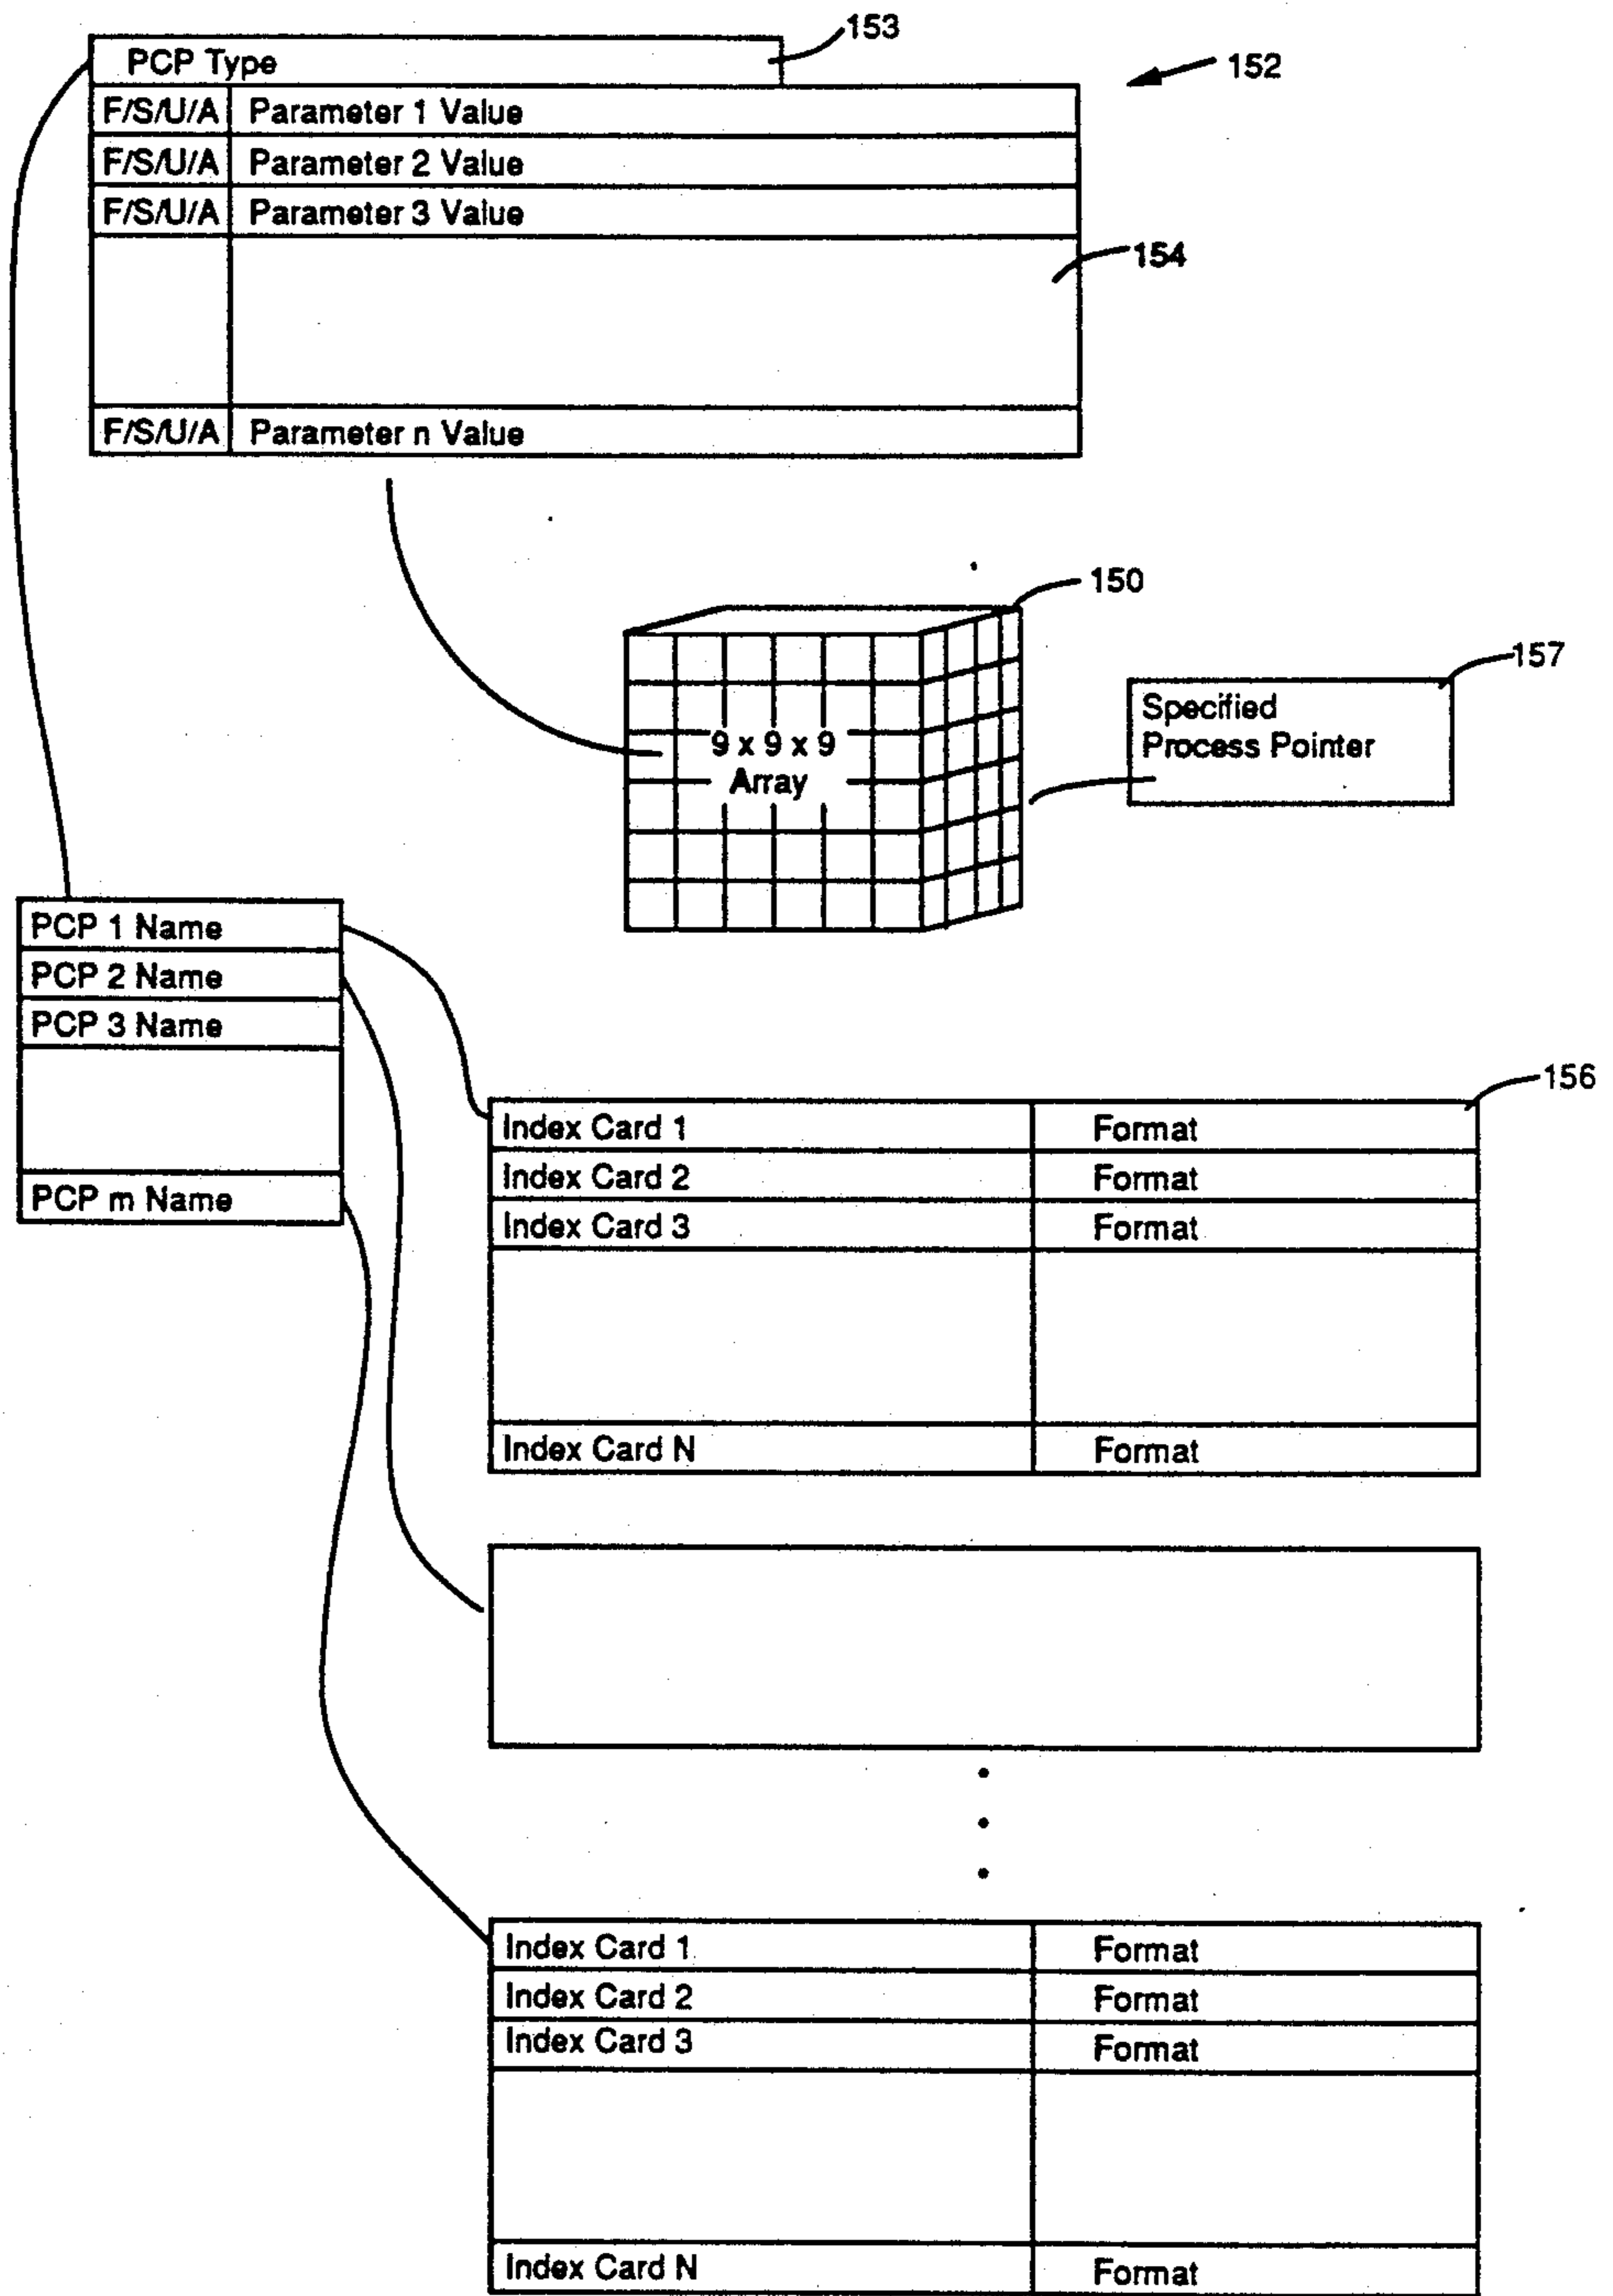 153
PCP Type
152
F/S/U/A Parameter 1 Value
F/S/U/A Parameter 2 Value
F/S/U/A Parameter 3 Value
154
F/S/U/A Parameter n Value
150
157
Specified
Process Pointer
9 x 9 x 9
Array
PCP 1 Name
PCP 2 Name
PCP 3 Name
PCP m Name
156
Index Card 1 Format
Index Card 2 Format
Index Card 3 Format
Index Card N Format
Index Card 1 Format
Index Card 2 Format
Index Card 3 Format
Index Card N Format